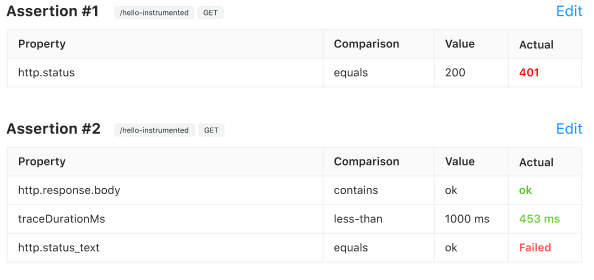 Assertion #1 /hello-instrumented GET Edit
Property Comparison Value Actual
http.status equals 200 401
Assertion #2 /hello-instrumented GET Edit
Property Comparison Value Actual
http.response.body contains ok ok
traceDurationMs less-than 1000 ms 453 ms
http.status_text equals ok Failed